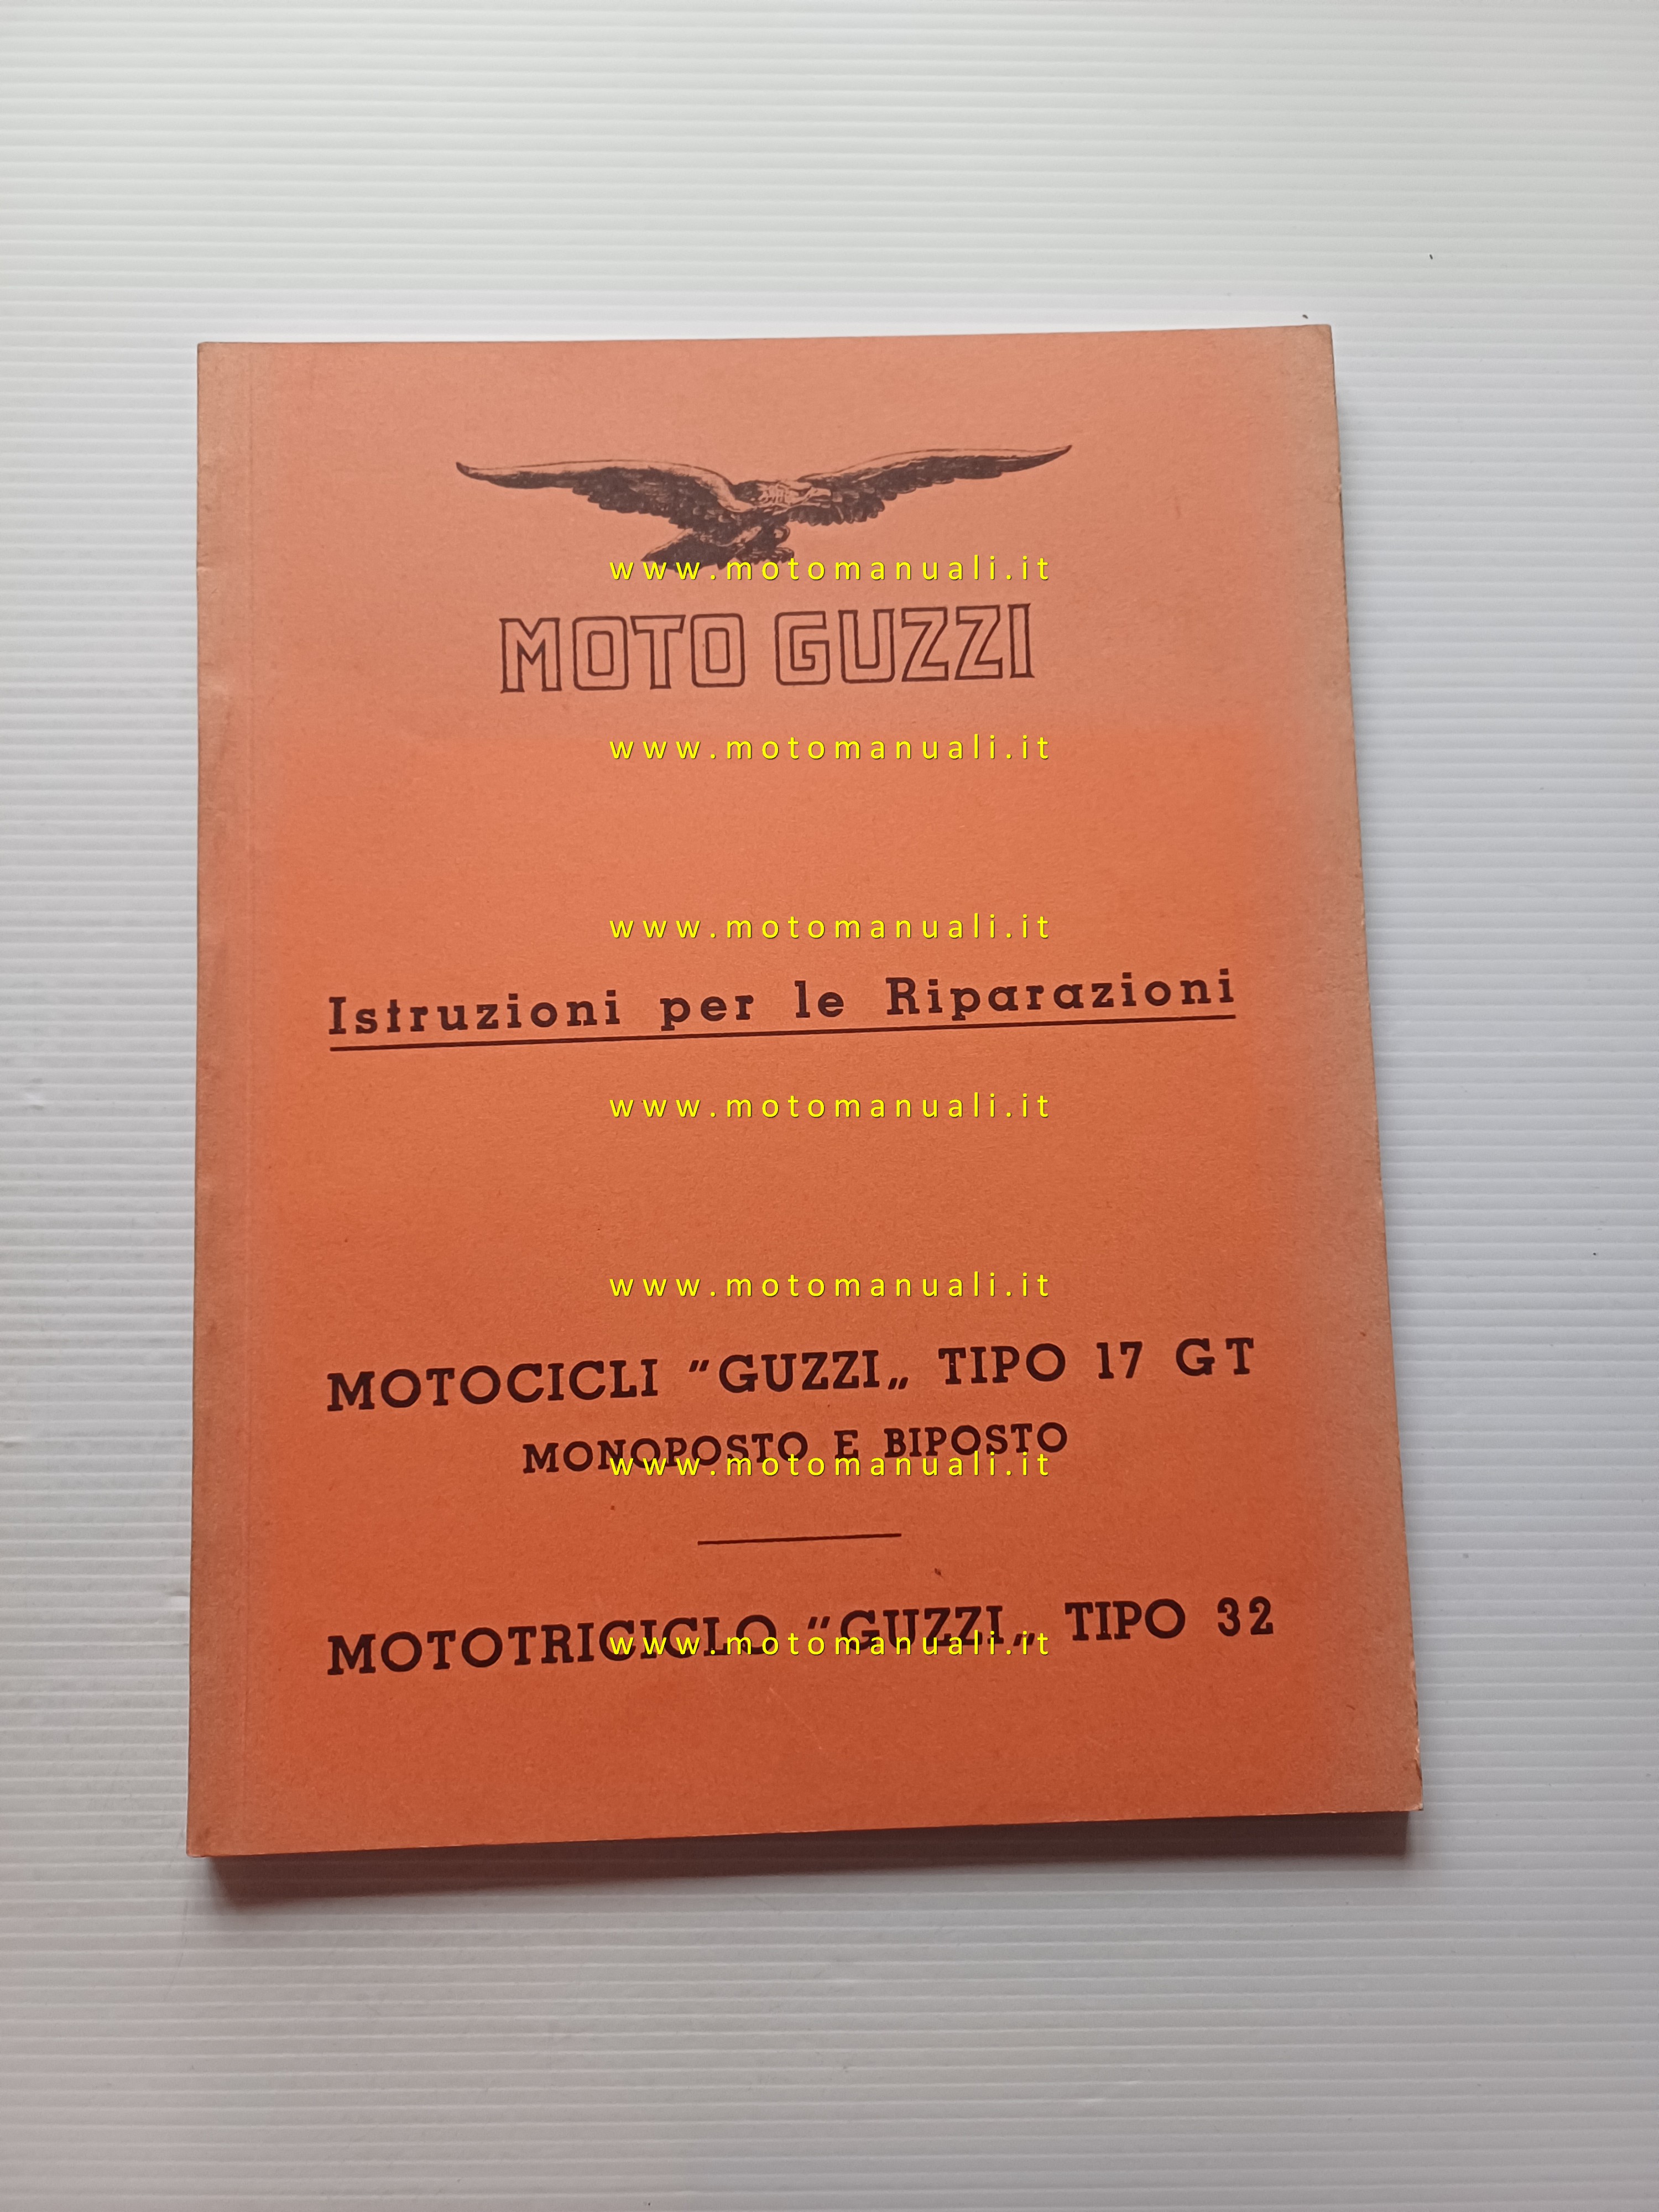 www.motomanuali.it
MOTO GUZZI
www.motomanuali.it
www.motomanuali.it
Istruzioni per le Riparazioni
www.motomanuali.it
www.motomanuali.it
MOTOCICLI "GUZZI„ TIPO 17 GT
MONOPOSTO E BIPOSTO
www.motomanuali.it
MOTOTRICICLO "GUZZI„ TIPO 32
www.motomanuali.it